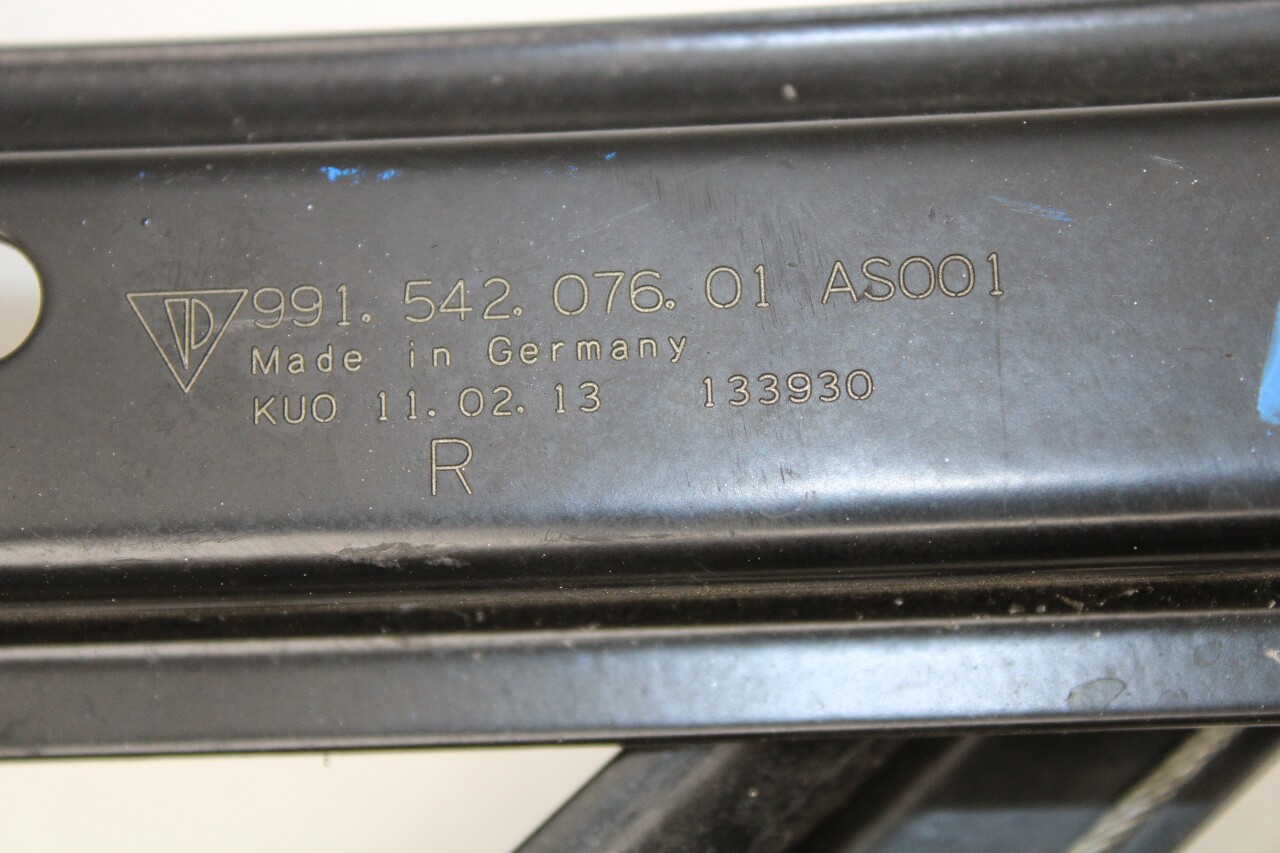 991. 542. 076. 01 AS001
Made in Germany
KUO 11. 02. 13 133930
R